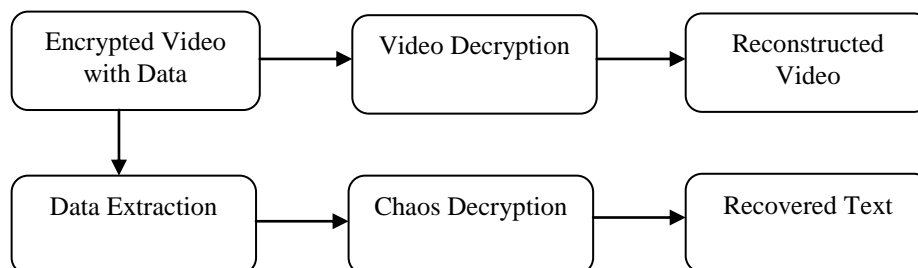 Encrypted Video
with Data
Video Decryption
Reconstructed
Video
Data Extraction
Chaos Decryption
Recovered Text